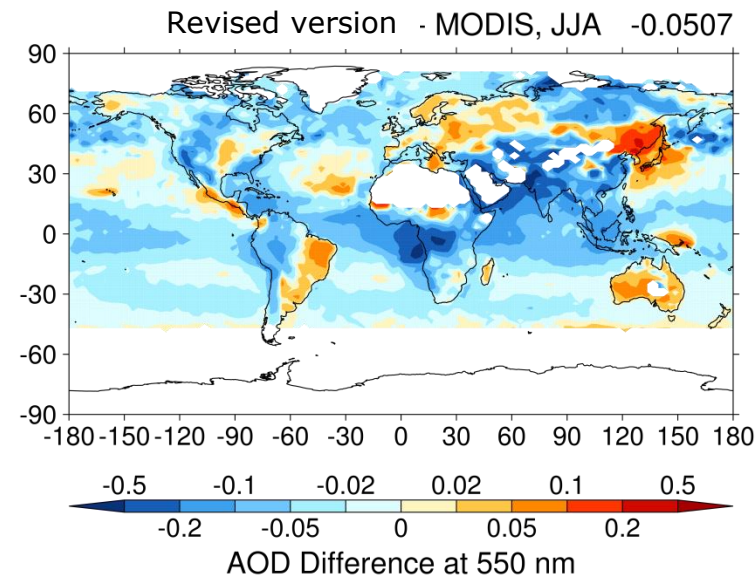 Revised version - MODIS, JJA -0.0507
90
60
30
0
-30
-60
-90
-180 -150 -120 -90 -60 -30 0 30 60 90 120 150 180
-0.5 -0.1 -0.02 0.02 0.1 0.5
-0.2 -0.05 0 0.05 0.2
AOD Difference at 550 nm